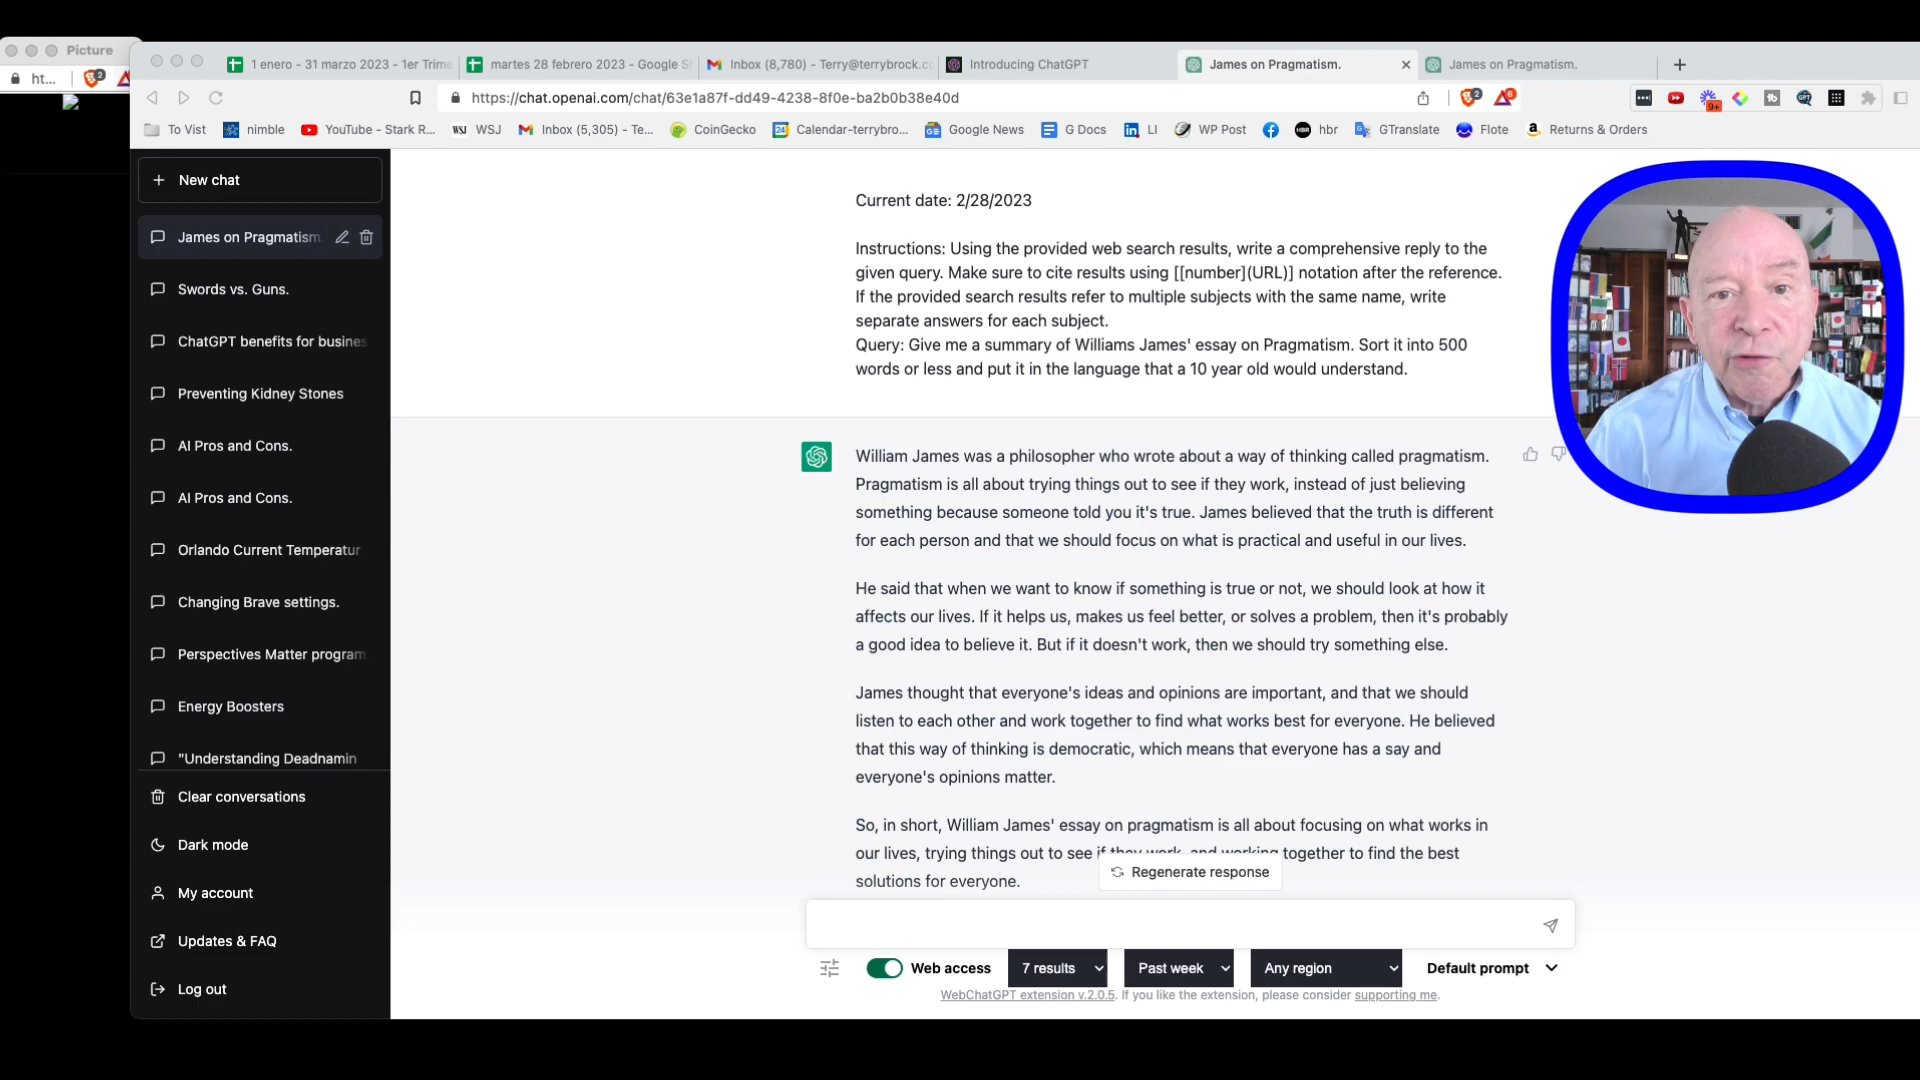 Picture
1 enero - 31 marzo 2023 - 1er Trime
martes 28 febrero 2023 - Google S
Inbox (8,780) - Terry@terrybrock.c
Introducing ChatGPT
James on Pragmatism.
James on Pragmatism.
ht...
2
https://chat.openai.com/chat/63e1a87f-dd49-4238-8f0e-ba2b0b38e40d
2
6
9+
To Vist
nimble
YouTube - Stark R...
WSJ WSJ
Inbox (5,305) - Te...
CoinGecko
Calendar-terrybro...
Google News
G Docs
LI
WP Post
hbr
GTranslate
Flote
Returns & Orders
New chat
James on Pragmatism.
Swords vs. Guns.
ChatGPT benefits for busines
Preventing Kidney Stones
AI Pros and Cons.
AI Pros and Cons.
Orlando Current Temperatur
Changing Brave settings.
Perspectives Matter program
Energy Boosters
"Understanding Deadnamin
Clear conversations
Dark mode
My account
Updates & FAQ
Log out
Current date: 2/28/2023
Instructions: Using the provided web search results, write a comprehensive reply to the
given query. Make sure to cite results using [[number](URL)] notation after the reference.
If the provided search results refer to multiple subjects with the same name, write
separate answers for each subject.
Query: Give me a summary of Williams James' essay on Pragmatism. Sort it into 500
words or less and put it in the language that a 10 year old would understand.
William James was a philosopher who wrote about a way of thinking called pragmatism.
Pragmatism is all about trying things out to see if they work, instead of just believing
something because someone told you it's true. James believed that the truth is different
for each person and that we should focus on what is practical and useful in our lives.
He said that when we want to know if something is true or not, we should look at how it
affects our lives. If it helps us, makes us feel better, or solves a problem, then it's probably
a good idea to believe it. But if it doesn't work, then we should try something else.
James thought that everyone's ideas and opinions are important, and that we should
listen to each other and work together to find what works best for everyone. He believed
that this way of thinking is democratic, which means that everyone has a say and
everyone's opinions matter.
So, in short, William James' essay on pragmatism is all about focusing on what works in
our lives, trying things out to see if they work, and working together to find the best
solutions for everyone.
Regenerate response
Web access
7 results
Past week
Any region
Default prompt
WebChatGPT extension v.2.0.5. If you like the extension, please consider supporting me.